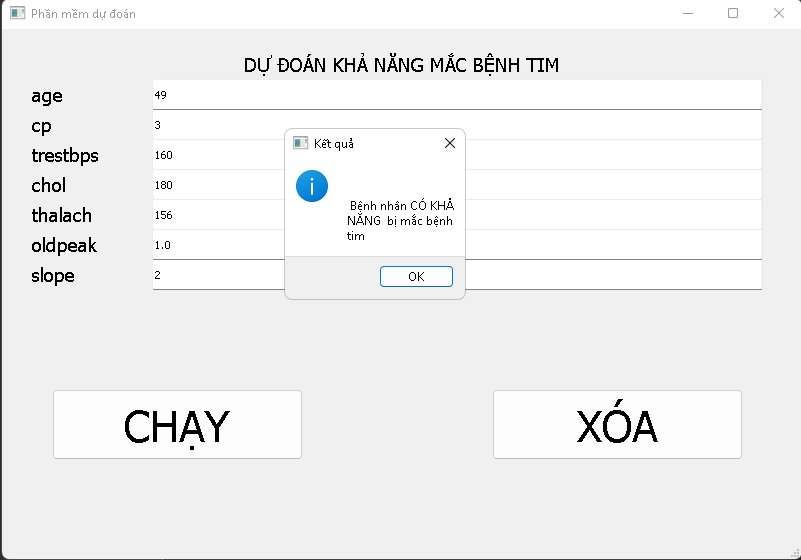 Phần mềm dự đoán
DỰ ĐOÁN KHẢ NĂNG MẮC BỆNH TIM
age 49
cp 3
trestbps 160
chol 180
thalach 156
oldpeak 1.0
slope 2
Kết quả
Bệnh nhân CÓ KHẢ
NĂNG bị mắc bệnh
tim
OK
CHẠY XÓA